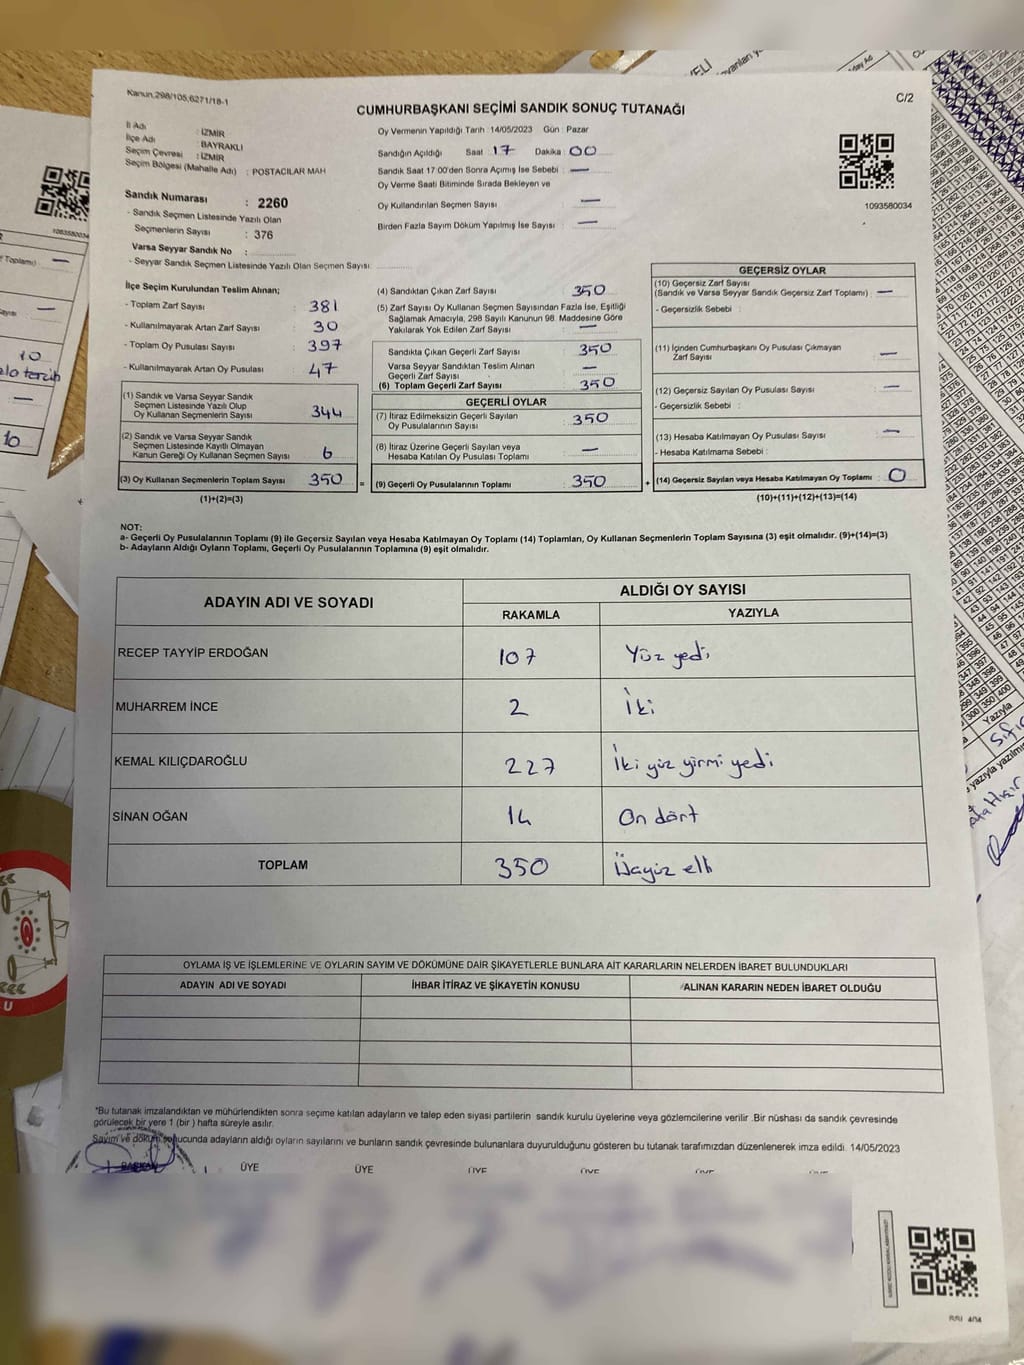 Kanun,298/105,6271/18-1
CUMHURBAŞKANI SEÇİMİ SANDIK SONUÇ TUTANAĞI
C/2
İl Adı : İZMİR
İlçe Adı : BAYRAKLI
Seçim Çevresi : İZMİR
Seçim Bölgesi (Mahalle Adı) : POSTACILAR MAH
Oy Vermenin Yapıldığı Tarih :14/05/2023 Gün : Pazar
Sandığın Açıldığı Saat 17 Dakika :00
Sandık Saat 17:00'den Sonra Açımış İse Sebebi : —
Oy Verme Saati Bitiminde Sırada Bekleyen ve
Oy Kullandırılan Seçmen Sayısı : —
Birden Fazla Sayım Döküm Yapılmış İse Sayısı : —
1093580034
Sandık Numarası : 2260
- Sandık Seçmen Listesinde Yazılı Olan
Seçmenlerin Sayısı : 376
Varsa Seyyar Sandık No :
- Seyyar Sandık Seçmen Listesinde Yazılı Olan Seçmen Sayısı:
İlçe Seçim Kurulundan Teslim Alınan;
- Toplam Zarf Sayısı : 381
- Kullanılmayarak Artan Zarf Sayısı : 30
- Toplam Oy Pusulası Sayısı : 397
- Kullanılmayarak Artan Oy Pusulası : 47
(1) Sandık ve Varsa Seyyar Sandık
Seçmen Listesinde Yazılı Olup
Oy Kullanan Seçmenlerin Sayısı : 344
(2) Sandık ve Varsa Seyyar Sandık
Seçmen Listesinde Kayıtlı Olmayan
Kanun Gereği Oy Kullanan Seçmen Sayısı : 6
(3) Oy Kullanan Seçmenlerin Toplam Sayısı : 350 =
(1)+(2)=(3)
(4) Sandıktan Çıkan Zarf Sayısı : 350
(5) Zarf Sayısı Oy Kullanan Seçmen Sayısından Fazla İse, Eşitliği
Sağlamak Amacıyla, 298 Sayılı Kanunun 98. Maddesine Göre
Yakılarak Yok Edilen Zarf Sayısı : —
Sandıkta Çıkan Geçerli Zarf Sayısı : 350
Varsa Seyyar Sandıktan Teslim Alınan
Geçerli Zarf Sayısı : —
(6) Toplam Geçerli Zarf Sayısı : 350
GEÇERLİ OYLAR
(7) İtiraz Edilmeksizin Geçerli Sayılan
Oy Pusulalarının Sayısı : 350
(8) İtiraz Üzerine Geçerli Sayılan veya
Hesaba Katılan Oy Pusulası Toplamı : —
(9) Geçerli Oy Pusulalarının Toplamı : 350 +
GEÇERSİZ OYLAR
(10) Geçersiz Zarf Sayısı
(Sandık ve Varsa Seyyar Sandık Geçersiz Zarf Toplamı) : —
- Geçersizlik Sebebi :
(11) İçinden Cumhurbaşkanı Oy Pusulası Çıkmayan
Zarf Sayısı : —
(12) Geçersiz Sayılan Oy Pusulası Sayısı : —
- Geçersizlik Sebebi :
(13) Hesaba Katılmayan Oy Pusulası Sayısı : —
- Hesaba Katılmama Sebebi :
(14) Geçersiz Sayılan veya Hesaba Katılmayan Oy Toplamı : 0
(10)+(11)+(12)+(13)=(14)
NOT:
a- Geçerli Oy Pusulalarının Toplamı (9) ile Geçersiz Sayılan veya Hesaba Katılmayan Oy Toplamı (14) Toplamları, Oy Kullanan Seçmenlerin Toplam Sayısına (3) eşit olmalıdır. (9)+(14)=(3)
b- Adayların Aldığı Oyların Toplamı, Geçerli Oy Pusulalarının Toplamına (9) eşit olmalıdır.
ADAYIN ADI VE SOYADI
ALDIĞI OY SAYISI
RAKAMLA YAZIYLA
RECEP TAYYİP ERDOĞAN 107 Yüz yedi
MUHARREM İNCE 2 İki
KEMAL KILIÇDAROĞLU 227 İki yüz yirmi yedi
SİNAN OĞAN 14 On dört
TOPLAM 350 Üçyüz elli
OYLAMA İŞ VE İŞLEMLERİNE VE OYLARIN SAYIM VE DÖKÜMÜNE DAİR ŞİKAYETLERLE BUNLARA AİT KARARLARIN NELERDEN İBARET BULUNDUKLARI
ADAYIN ADI VE SOYADI İHBAR İTİRAZ VE ŞİKAYETİN KONUSU ALINAN KARARIN NEDEN İBARET OLDUĞU
*Bu tutanak imzalandıktan ve mühürlendikten sonra seçime katılan adayların ve talep eden siyasi partilerin sandık kurulu üyelerine veya gözlemcilerine verilir .Bir nüshası da sandık çevresinde
görülecek bir yere 1 (bir ) hafta süreyle asılır.
Sayım ve döküm sonucunda adayların aldığı oyların sayılarını ve bunların sandık çevresinde bulunanlara duyurulduğunu gösteren bu tutanak tarafımızdan düzenlenerek imza edildi. 14/05/2023
BAŞKAN ÜYE ÜYE ÜYE ÜYE ÜYE ÜYE